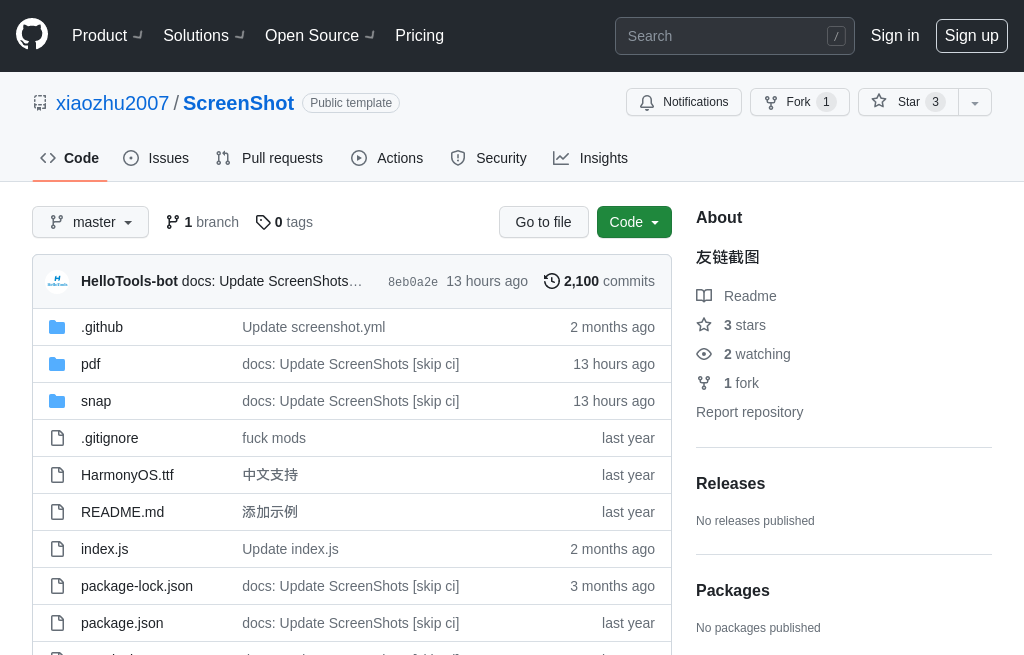 Product Solutions Open Source Pricing Search / Sign in Sign up
xiaozhu2007 / ScreenShot Public template Notifications Fork 1 Star 3
Code Issues Pull requests Actions Security Insights
master 1 branch 0 tags Go to file Code
HelloTools-bot docs: Update ScreenShots… 8eb0a2e 13 hours ago 2,100 commits
.github Update screenshot.yml 2 months ago
pdf docs: Update ScreenShots [skip ci] 13 hours ago
snap docs: Update ScreenShots [skip ci] 13 hours ago
.gitignore fuck mods last year
HarmonyOS.ttf 中文支持 last year
README.md 添加示例 last year
index.js Update index.js 2 months ago
package-lock.json docs: Update ScreenShots [skip ci] 3 months ago
package.json docs: Update ScreenShots [skip ci] last year
About
友链截图
Readme
3 stars
2 watching
1 fork
Report repository
Releases
No releases published
Packages
No packages published